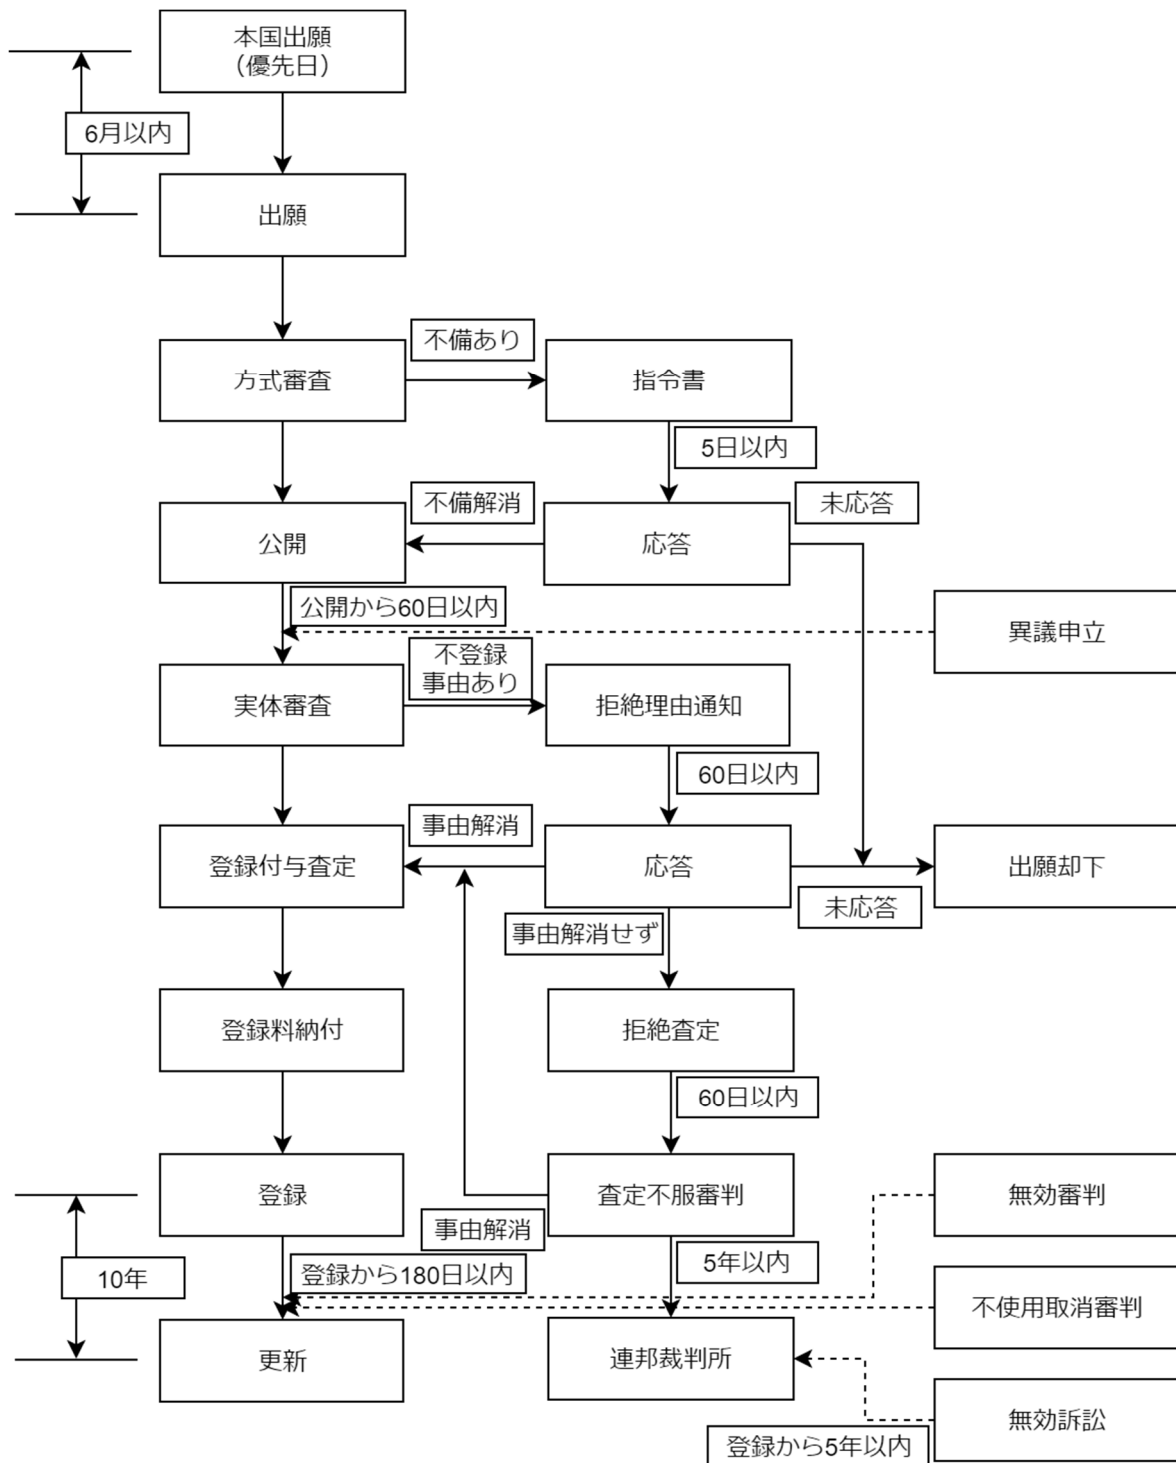 本国出願
（優先日）
6月以内
出願
不備あり
方式審査
指令書
5日以内
不備解消
未応答
公開
応答
公開から60日以内
異議申立
不登録
事由あり
実体審査
拒絶理由通知
60日以内
事由解消
登録付与査定
応答
出願却下
未応答
事由解消せず
登録料納付
拒絶査定
60日以内
登録
査定不服審判
無効審判
事由解消
5年以内
登録から180日以内
10年
不使用取消審判
更新
連邦裁判所
無効訴訟
登録から5年以内